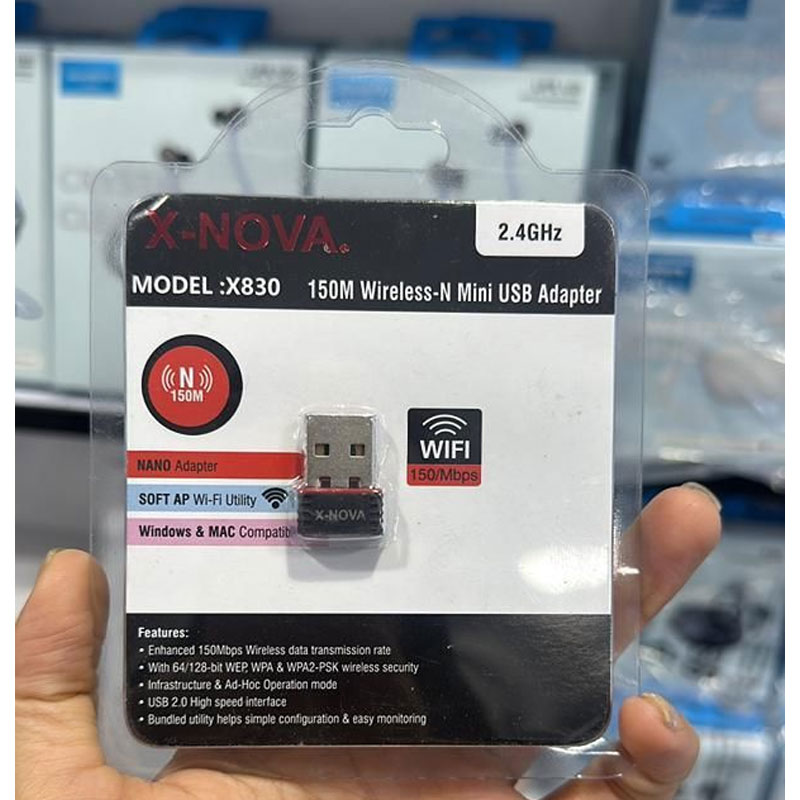 X-NOVA
2.4GHz
MODEL :X830
150M Wireless-N Mini USB Adapter
N
150M
WIFI
150/Mbps
NANO Adapter
SOFT AP Wi-Fi Utility
X-NOVA
Windows & MAC Compatib
Features:
• Enhanced 150Mbps Wireless data transmission rate
• With 64/128-bit WEP, WPA & WPA2-PSK wireless security
• Infrastructure & Ad-Hoc Operation mode
• USB 2.0 High speed interface
• Bundled utility helps simple configuration & easy monitoring